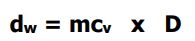 dw = mcv x D